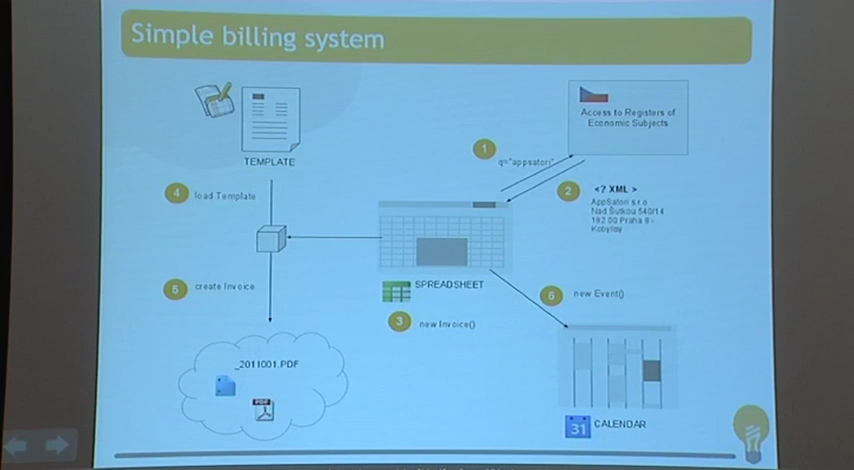 Simple billing system
TEMPLATE
Access to Registers of
Economic Subjects
1
q="appsatori"
2
<? XML >
AppSatori s.r.o
Nad Šutkou 540/14
182 00 Praha 8 -
Kobylisy
4
load Template
5
create Invoice
SPREADSHEET
3
new Invoice()
6
new Event()
_2011001.PDF
PDF
31
CALENDAR